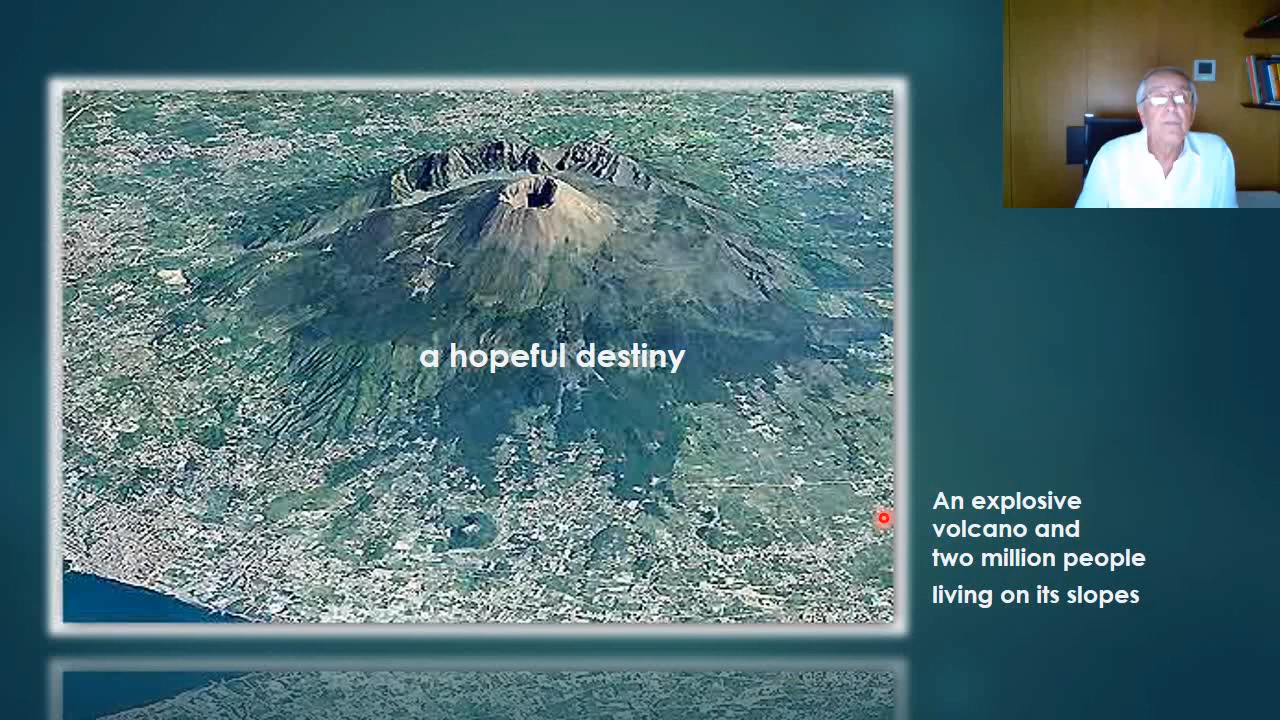 a hopeful destiny
An explosive
volcano and
two million people
living on its slopes